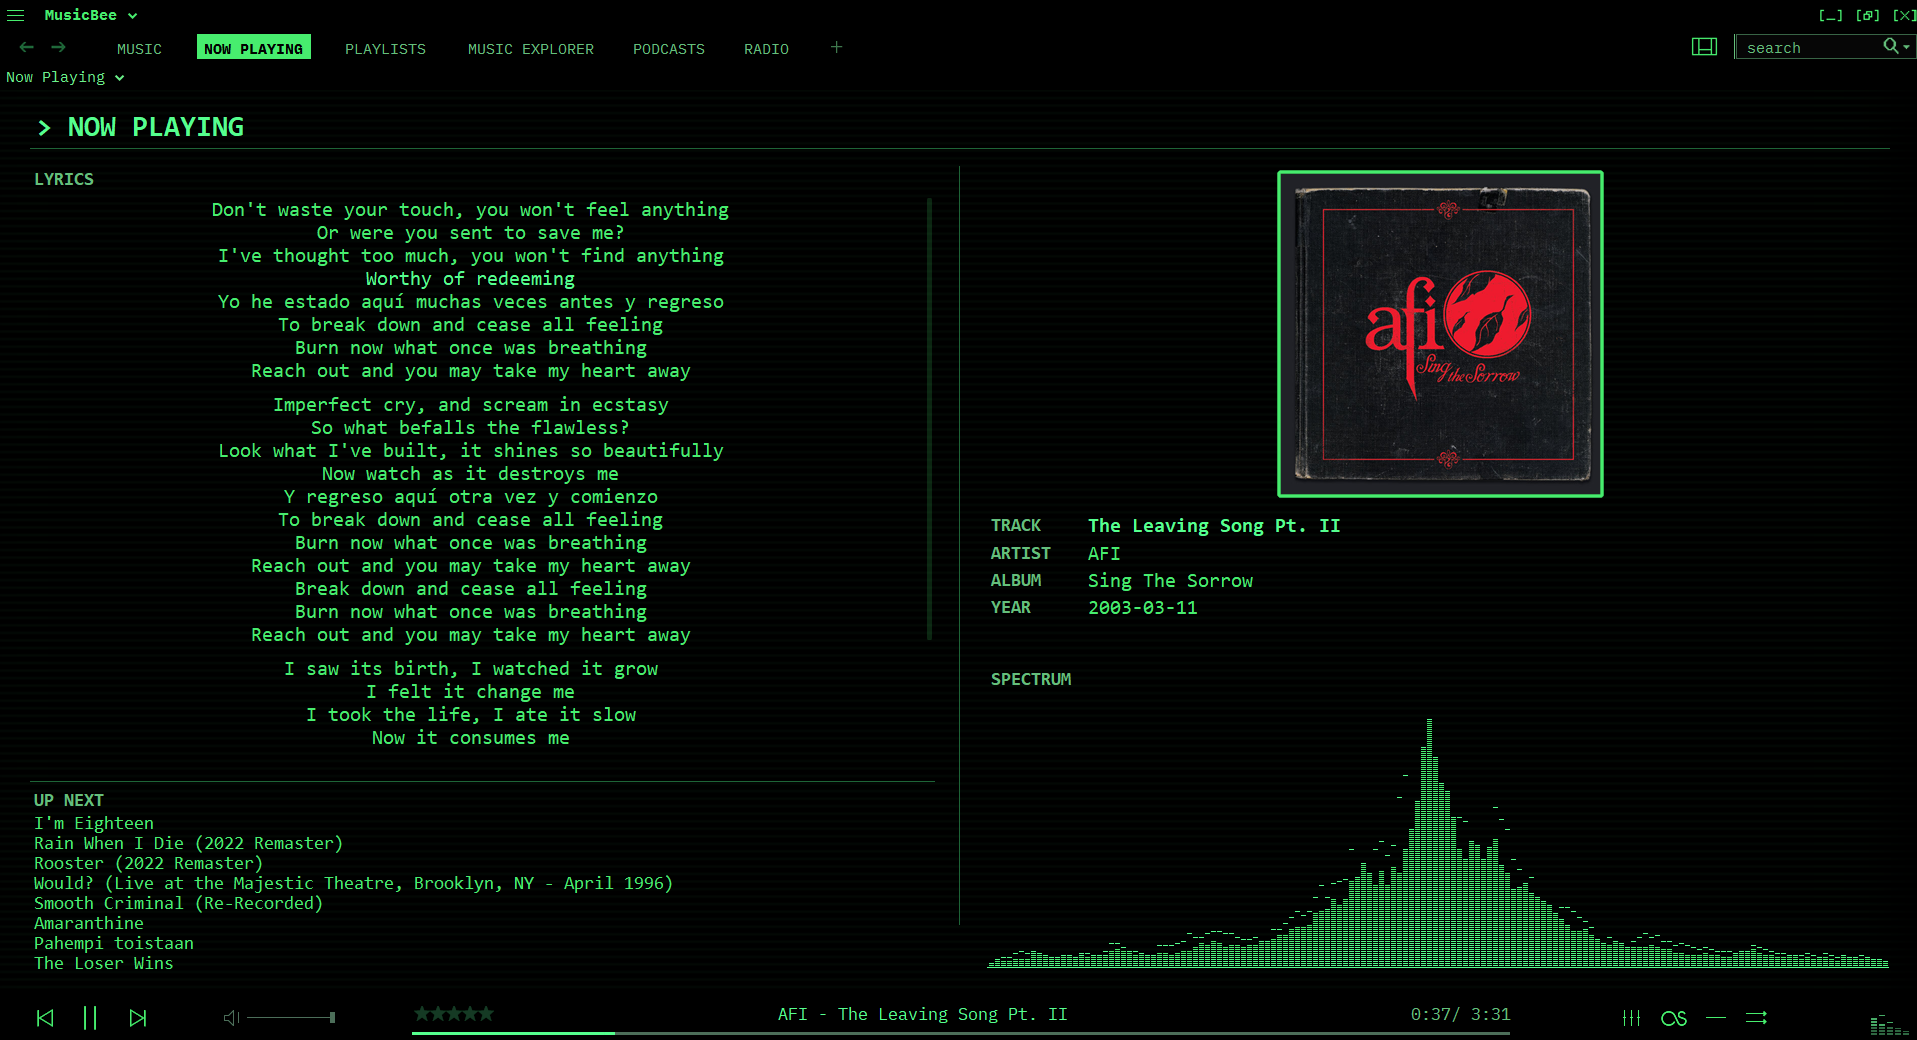 MusicBee
[_] [X]
MUSIC NOW PLAYING PLAYLISTS MUSIC EXPLORER PODCASTS RADIO +
search
Now Playing
> NOW PLAYING
LYRICS
Don't waste your touch, you won't feel anything
Or were you sent to save me?
I've thought too much, you won't find anything
Worthy of redeeming
Yo he estado aquí muchas veces antes y regreso
To break down and cease all feeling
Burn now what once was breathing
Reach out and you may take my heart away
Imperfect cry, and scream in ecstasy
So what befalls the flawless?
Look what I've built, it shines so beautifully
Now watch as it destroys me
Y regreso aquí otra vez y comienzo
To break down and cease all feeling
Burn now what once was breathing
Reach out and you may take my heart away
Break down and cease all feeling
Burn now what once was breathing
Reach out and you may take my heart away
I saw its birth, I watched it grow
I felt it change me
I took the life, I ate it slow
Now it consumes me
UP NEXT
I'm Eighteen
Rain When I Die (2022 Remaster)
Rooster (2022 Remaster)
Would? (Live at the Majestic Theatre, Brooklyn, NY - April 1996)
Smooth Criminal (Re-Recorded)
Amaranthine
Pahempi toistaan
The Loser Wins
afi
Sing the Sorrow
TRACK The Leaving Song Pt. II
ARTIST AFI
ALBUM Sing The Sorrow
YEAR 2003-03-11
SPECTRUM
AFI - The Leaving Song Pt. II
0:37/ 3:31